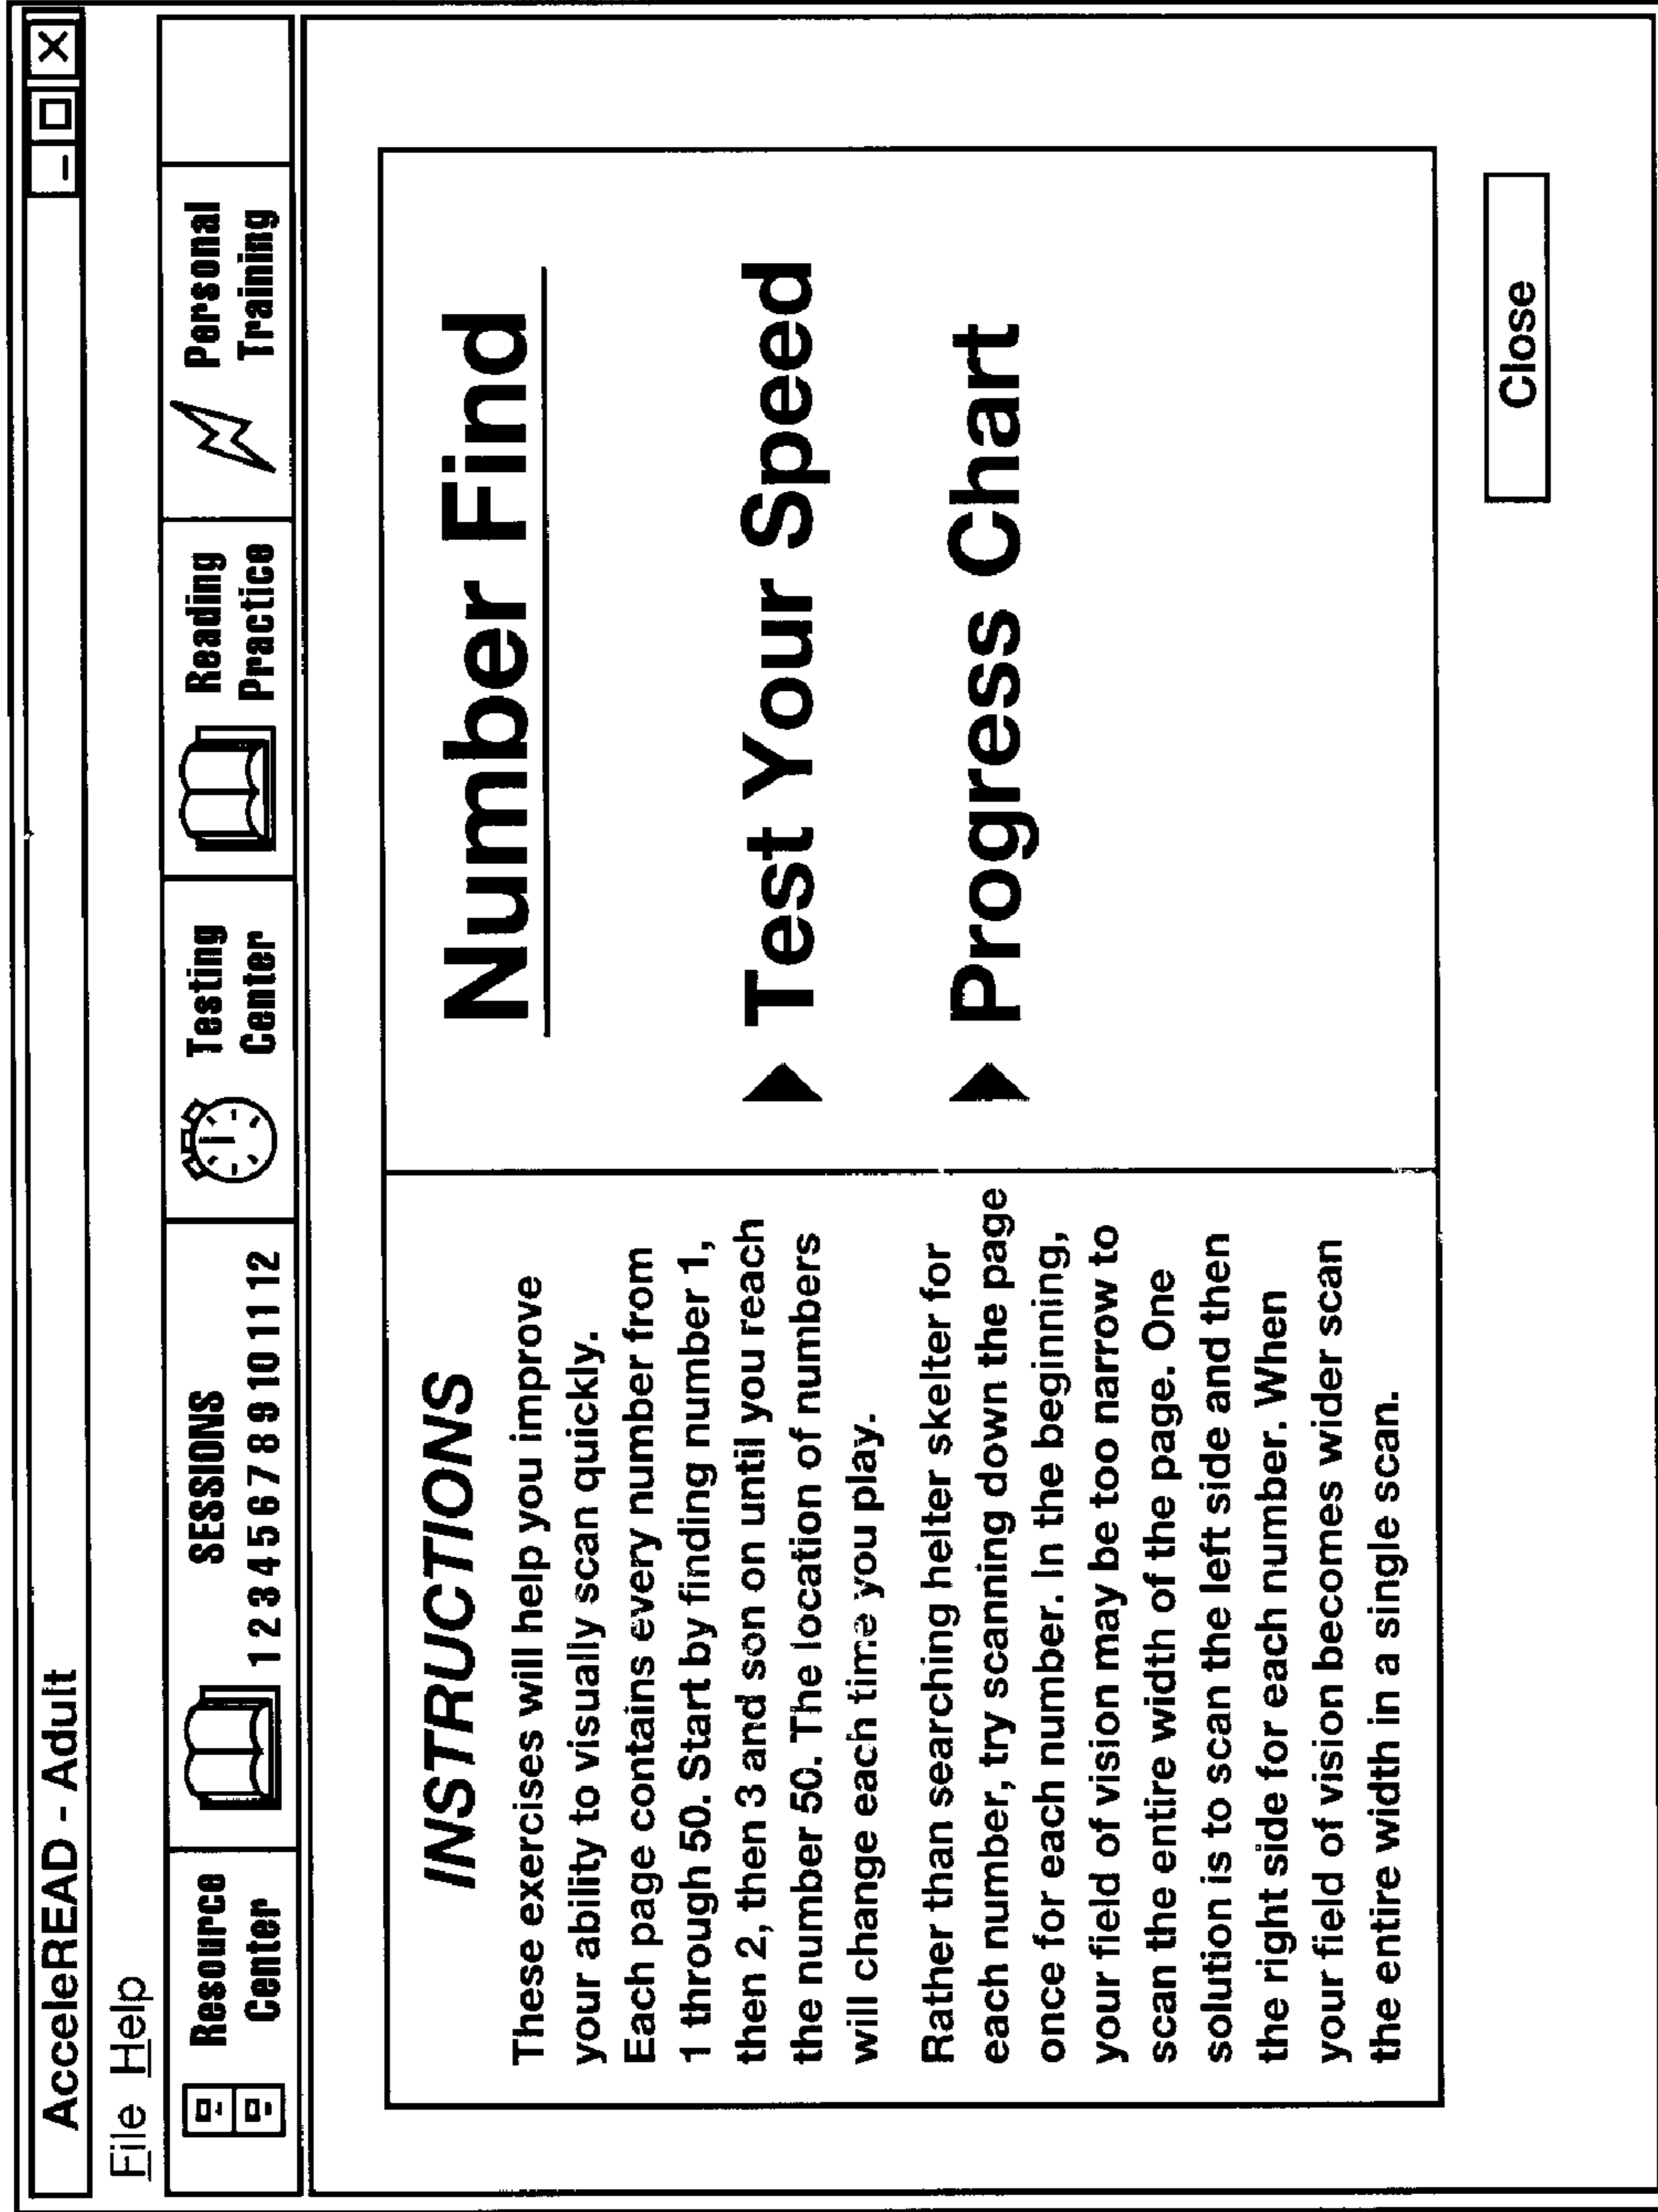 AcceleREAD - Adult
File Help
Resource
Center
SESSIONS
1 2 3 4 5 6 7 8 9 10 11 12
Testing
Center
Reading
Practice
Personal
Training
INSTRUCTIONS
These exercises will help you improve
your ability to visually scan quickly.
Each page contains every number from
1 through 50. Start by finding number 1,
then 2, then 3 and son on until you reach
the number 50. The location of numbers
will change each time you play.
Rather than searching helter skelter for
each number, try scanning down the page
once for each number. In the beginning,
your field of vision may be too narrow to
scan the entire width of the page. One
solution is to scan the left side and then
the right side for each number. When
your field of vision becomes wider scan
the entire width in a single scan.
Number Find
Test Your Speed
Progress Chart
Close